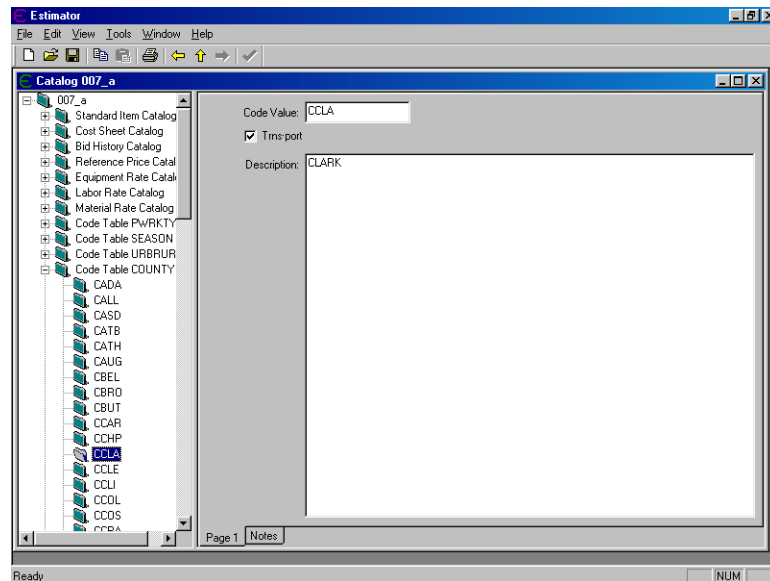 Estimator
File Edit View Tools Window Help
Catalog 007_a
007_a
Standard Item Catalog
Cost Sheet Catalog
Bid History Catalog
Reference Price Catal
Equipment Rate Catal
Labor Rate Catalog
Material Rate Catalog
Code Table PWRKTY
Code Table SEASON
Code Table URBRUR
Code Table COUNTY
CADA
CALL
CASD
CATB
CATH
CAUG
CBEL
CBRO
CBUT
CCAR
CCHP
CCLA
CCLE
CCLI
CCOL
CCOS
CCRA
Code Value: CCLA
Trns·port
Description: CLARK
Page 1 Notes
Ready NUM